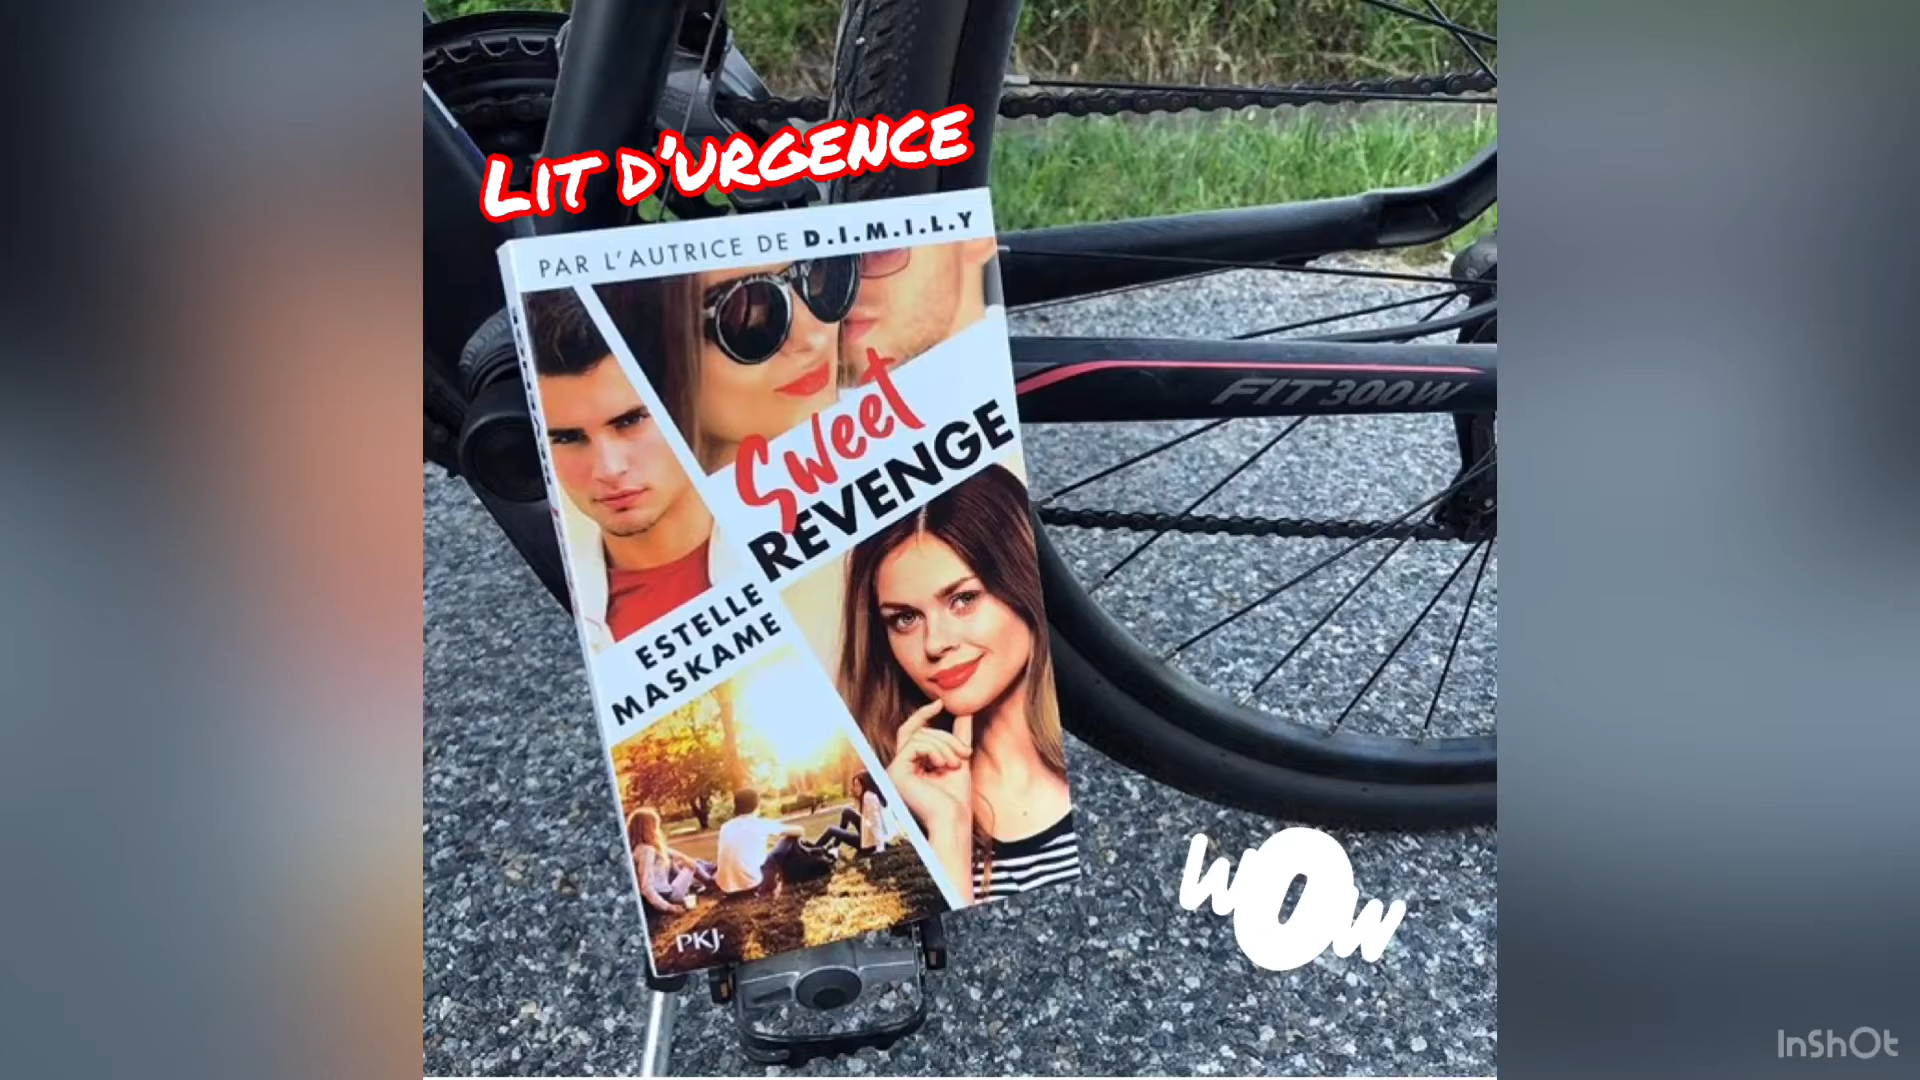 Lit d'urgence
PAR L'AUTRICE DE D.I.M.I.L.Y
Sweet
REVENGE
ESTELLE
MASKAME
PKJ.
FIT300W
WOW
InShOt